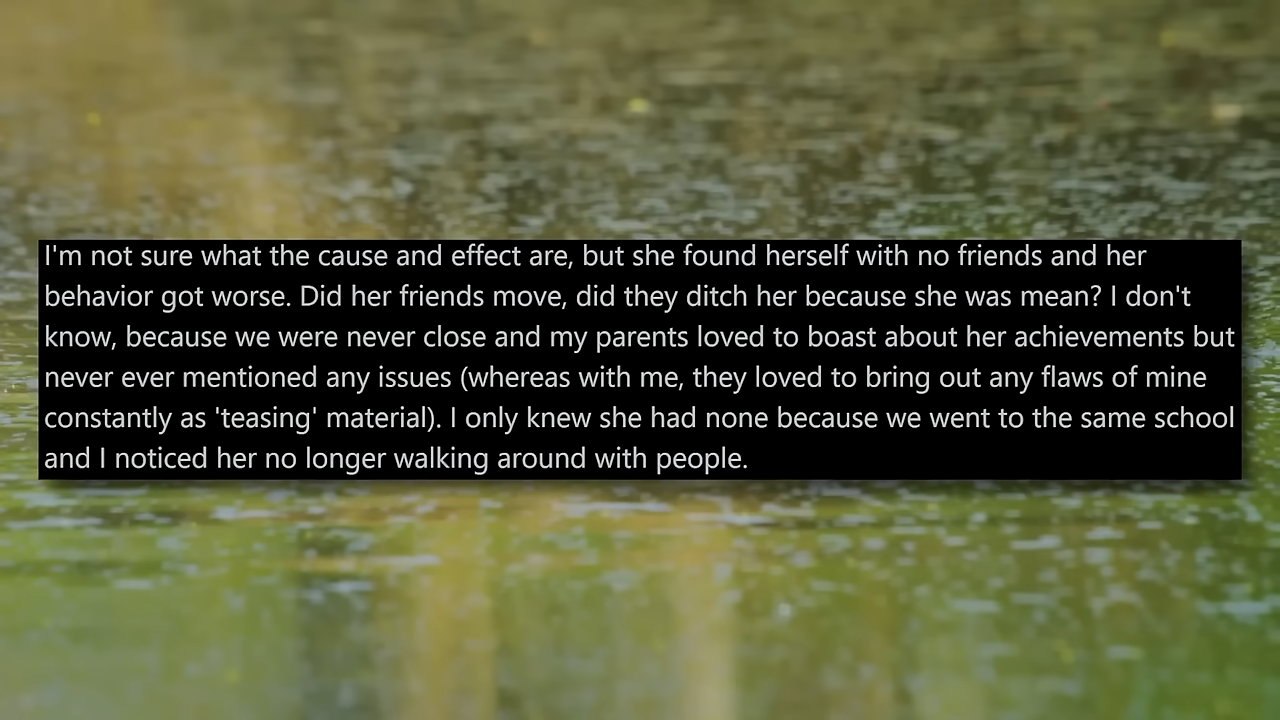 I'm not sure what the cause and effect are, but she found herself with no friends and her
behavior got worse. Did her friends move, did they ditch her because she was mean? I don't
know, because we were never close and my parents loved to boast about her achievements but
never ever mentioned any issues (whereas with me, they loved to bring out any flaws of mine
constantly as 'teasing' material). I only knew she had none because we went to the same school
and I noticed her no longer walking around with people.